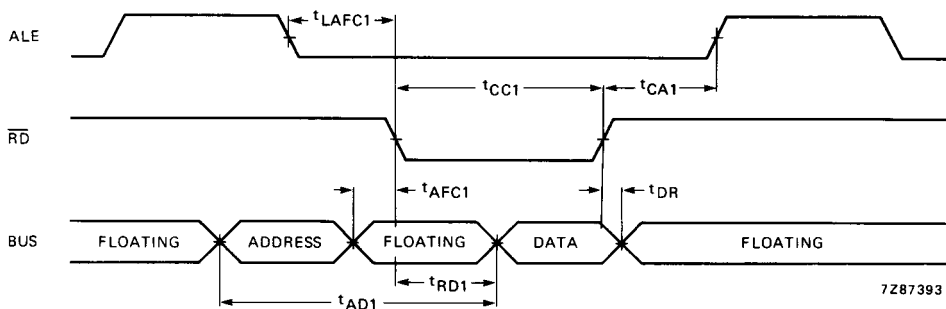 ALE
tLAFC1
tCC1
tCA1
RD
tAFC1
tDR
BUS
FLOATING
ADDRESS
FLOATING
DATA
FLOATING
tRD1
tAD1
7Z87393